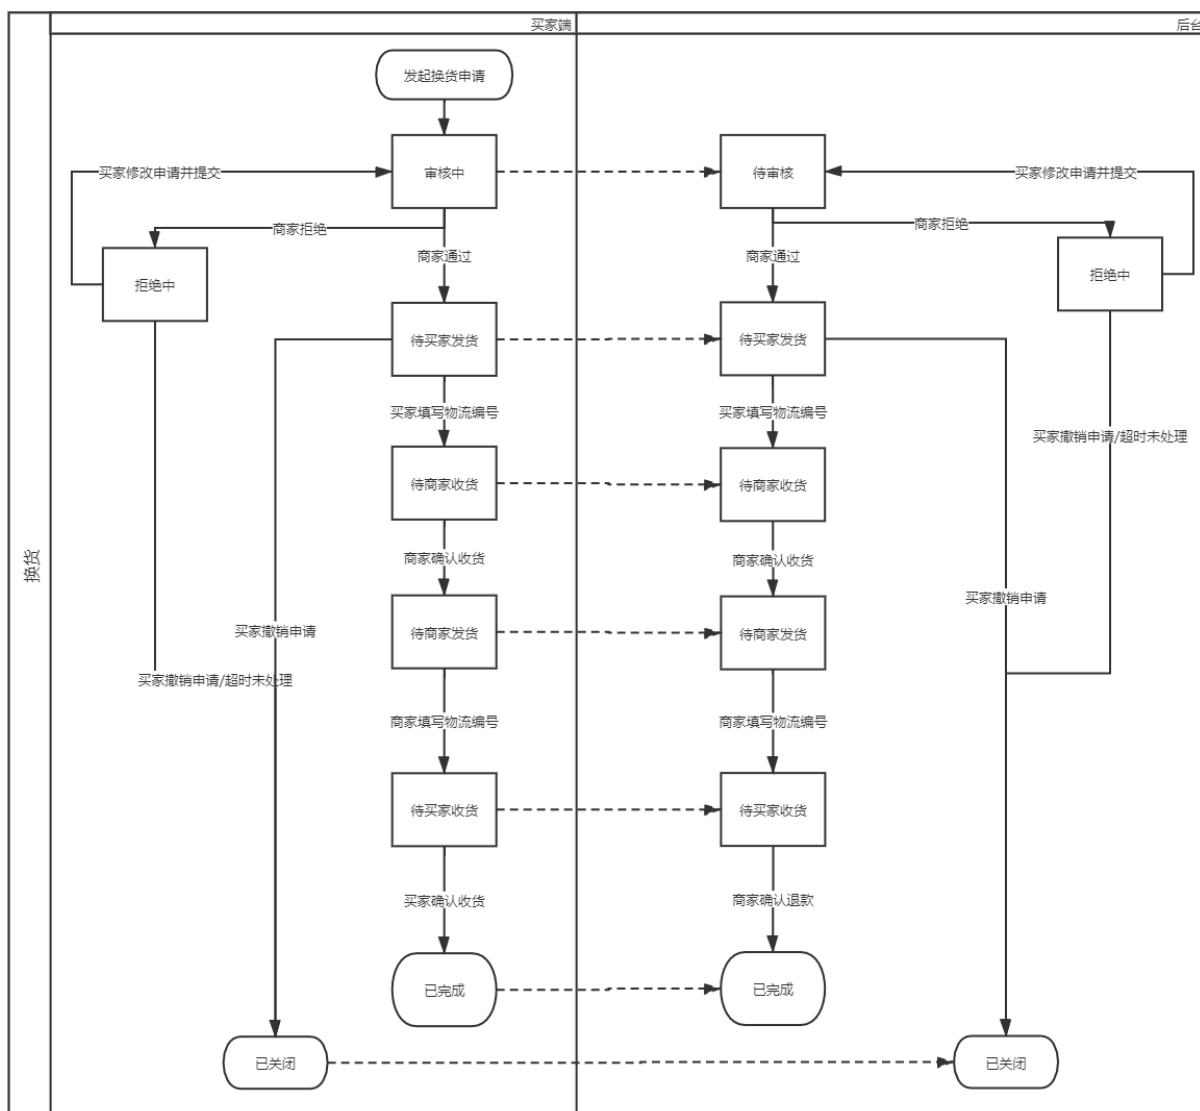 买家端
后台
换货
发起换货申请
买家修改申请并提交
审核中
待审核
买家修改申请并提交
商家拒绝
商家拒绝
商家通过
商家通过
拒绝中
拒绝中
待买家发货
待买家发货
买家填写物流编号
买家填写物流编号
买家撤销申请/超时未处理
待商家收货
待商家收货
商家确认收货
商家确认收货
买家撤销申请
买家撤销申请
待商家发货
待商家发货
买家撤销申请/超时未处理
商家填写物流编号
商家填写物流编号
待买家收货
待买家收货
买家确认收货
商家确认退款
已完成
已完成
已关闭
已关闭